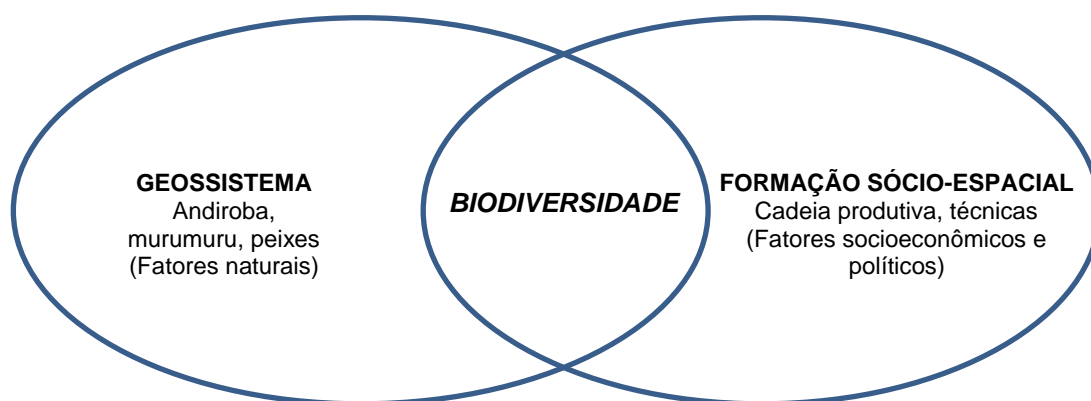 GEOSSISTEMA
Andiroba,
murumuru, peixes
(Fatores naturais)
BIODIVERSIDADE
FORMAÇÃO SÓCIO-ESPACIAL
Cadeia produtiva, técnicas
(Fatores socioeconômicos e
políticos)